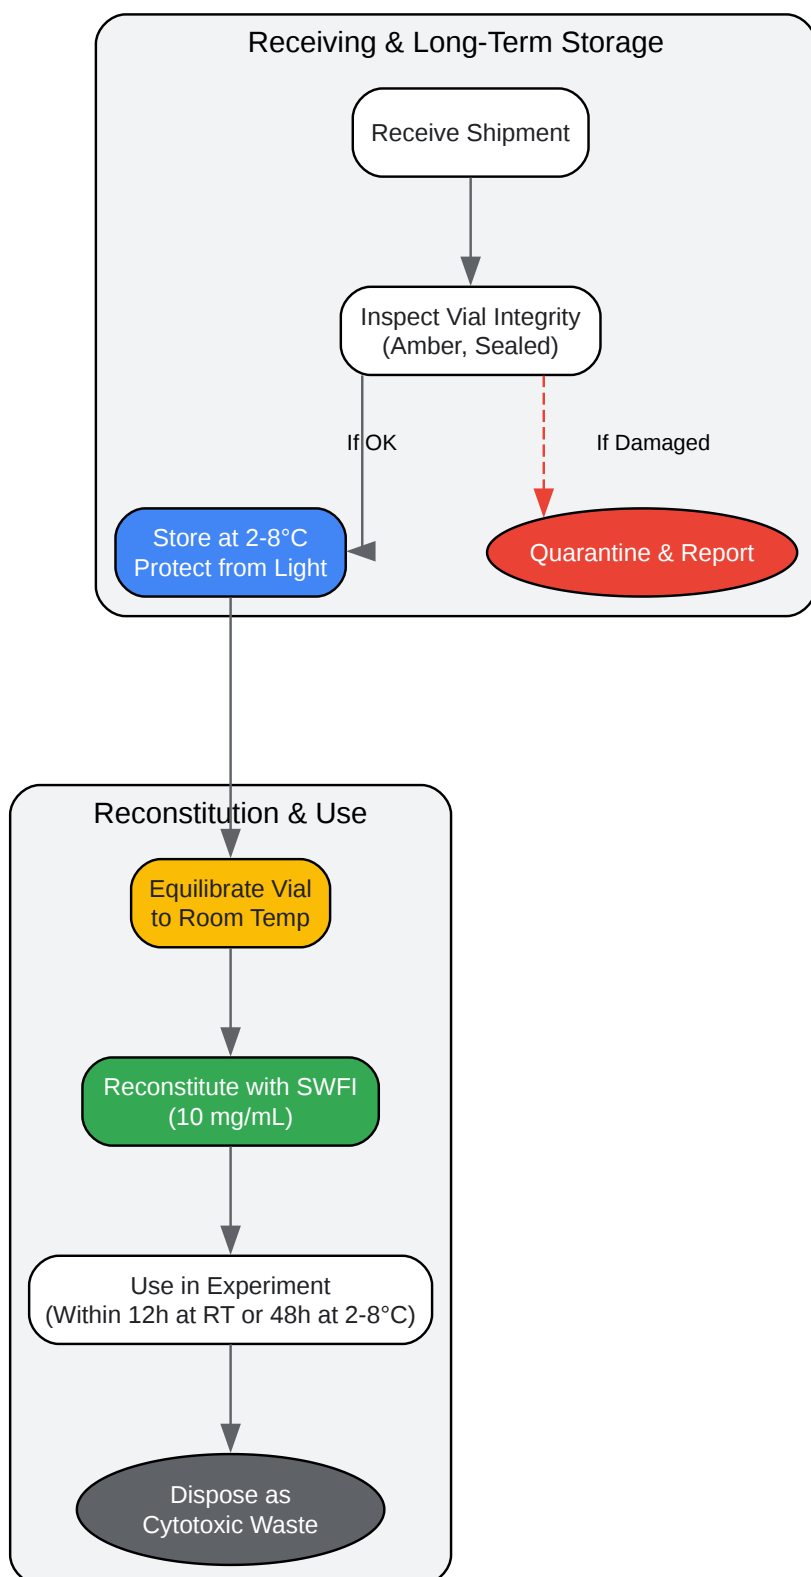 Receiving & Long-Term Storage
Receive Shipment
Inspect Vial Integrity
(Amber, Sealed)
If OK
If Damaged
Store at 2-8°C
Protect from Light
Quarantine & Report
Reconstitution & Use
Equilibrate Vial
to Room Temp
Reconstitute with SWFI
(10 mg/mL)
Use in Experiment
(Within 12h at RT or 48h at 2-8°C)
Dispose as
Cytotoxic Waste